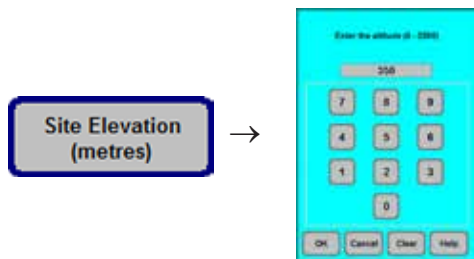 Site Elevation
(metres)
→
Enter the altitude (0 - 2250)
350
7 8 9
4 5 6
1 2 3
0
OK Cancel Clear Help